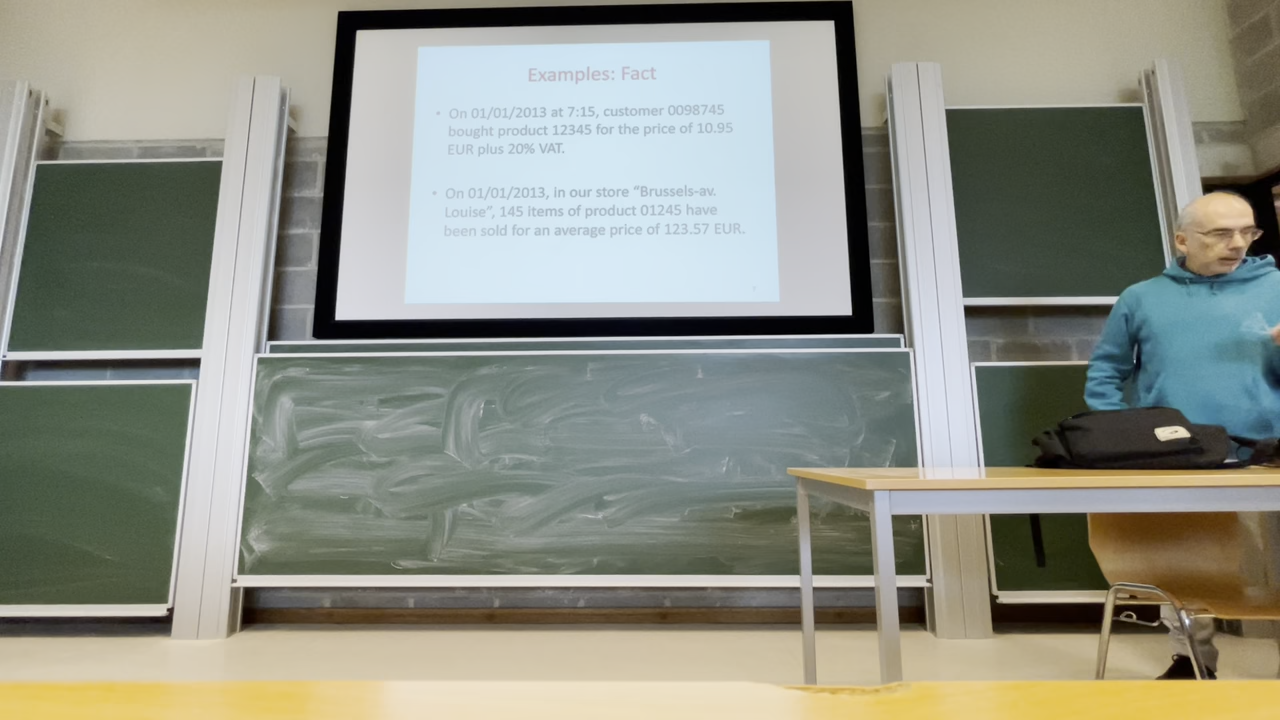 Examples: Fact
• On 01/01/2013 at 7:15, customer 0098745
bought product 12345 for the price of 10.95
EUR plus 20% VAT.
• On 01/01/2013, in our store “Brussels-av.
Louise”, 145 items of product 01245 have
been sold for an average price of 123.57 EUR.